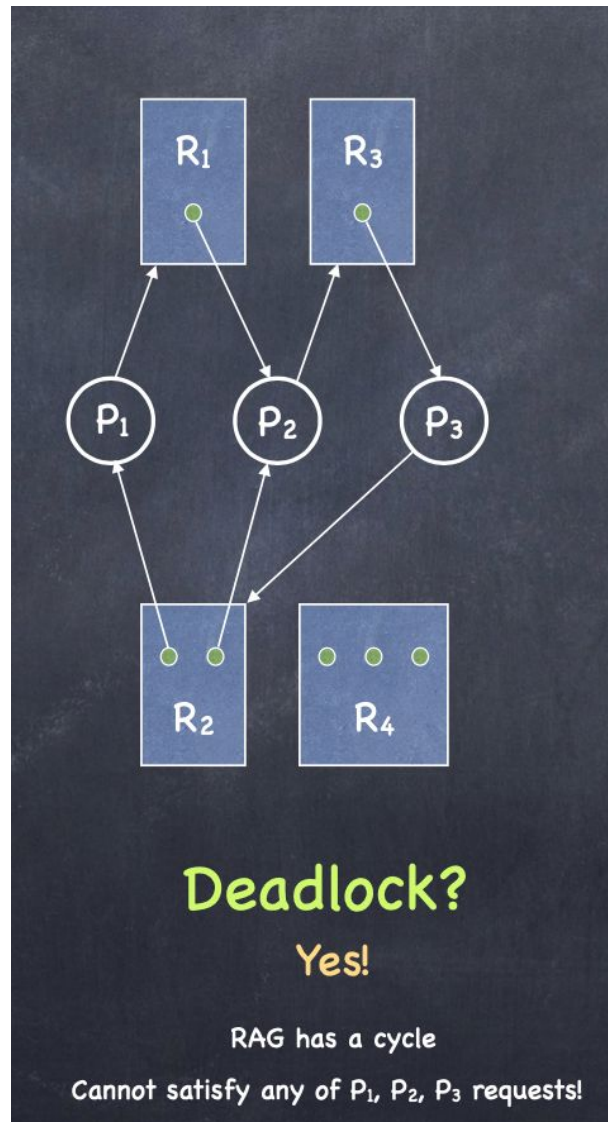 R₁ R₃
P₁ P₂ P₃
R₂ R₄
Deadlock?
Yes!
RAG has a cycle
Cannot satisfy any of P₁, P₂, P₃ requests!